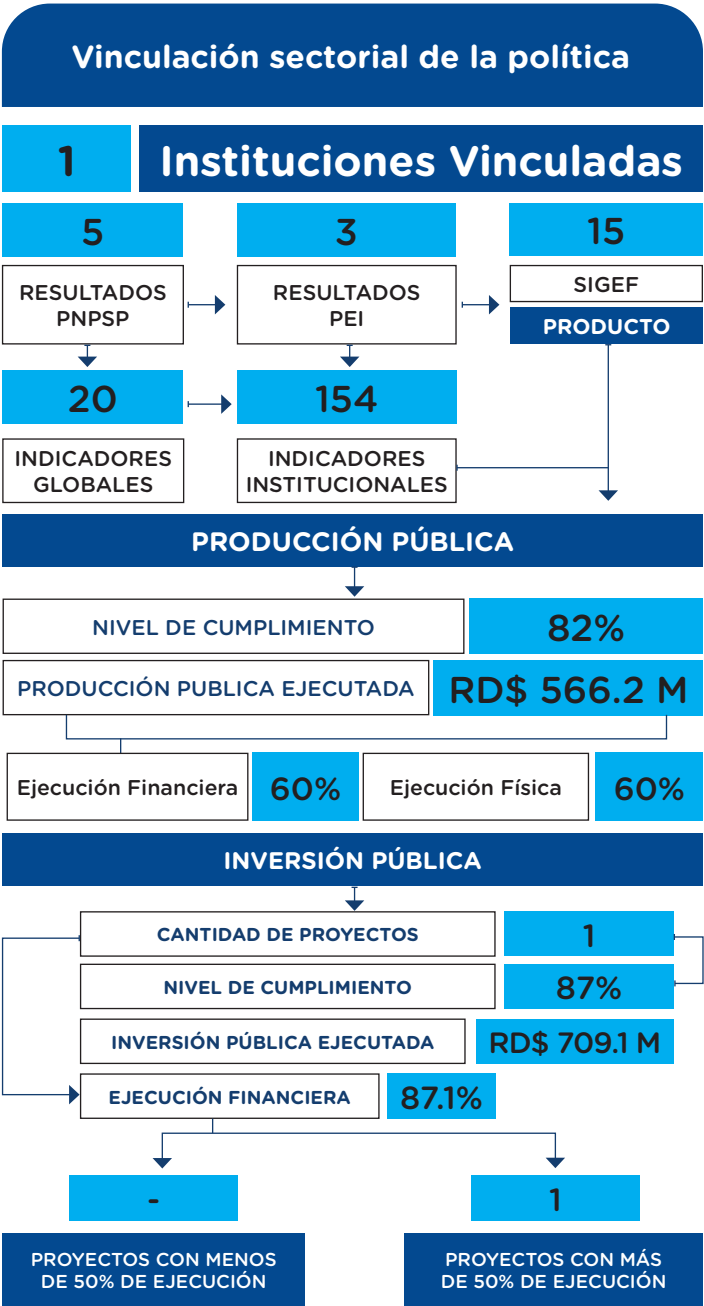 Vinculación sectorial de la política
1 Instituciones Vinculadas
5 3 15
RESULTADOS
PNPSP
RESULTADOS
PEI
SIGEF
PRODUCTO
20 154
INDICADORES
GLOBALES
INDICADORES
INSTITUCIONALES
PRODUCCIÓN PÚBLICA
NIVEL DE CUMPLIMIENTO 82%
PRODUCCIÓN PUBLICA EJECUTADA RD$ 566.2 M
Ejecución Financiera 60% Ejecución Física 60%
INVERSIÓN PÚBLICA
CANTIDAD DE PROYECTOS 1
NIVEL DE CUMPLIMIENTO 87%
INVERSIÓN PÚBLICA EJECUTADA RD$ 709.1 M
EJECUCIÓN FINANCIERA 87.1%
- 1
PROYECTOS CON MENOS
DE 50% DE EJECUCIÓN
PROYECTOS CON MÁS
DE 50% DE EJECUCIÓN